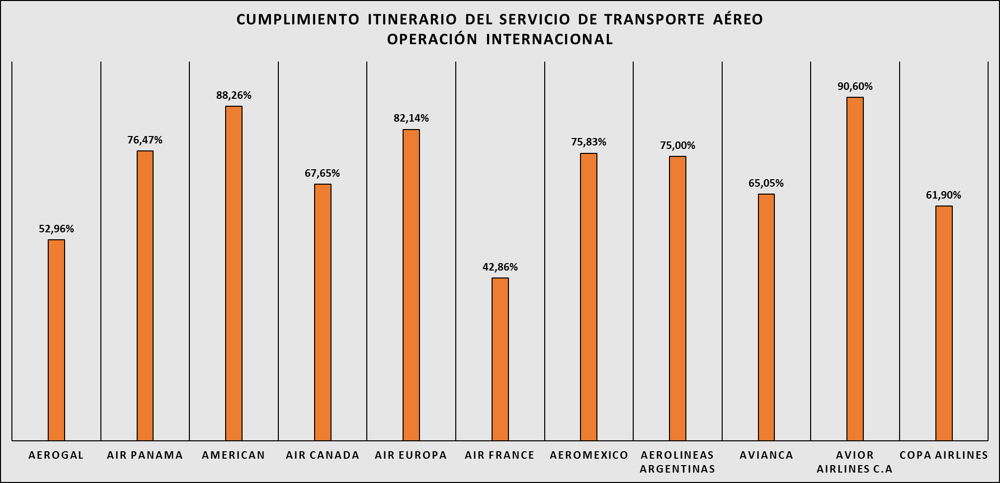 CUMPLIMIENTO ITINERARIO DEL SERVICIO DE TRANSPORTE AÉREO
OPERACIÓN INTERNACIONAL
52,96%
76,47%
88,26%
67,65%
82,14%
42,86%
75,83%
75,00%
65,05%
90,60%
61,90%
AEROGAL
AIR PANAMA
AMERICAN
AIR CANADA
AIR EUROPA
AIR FRANCE
AEROMEXICO
AEROLINEAS
ARGENTINAS
AVIANCA
AVIOR
AIRLINES C.A
COPA AIRLINES